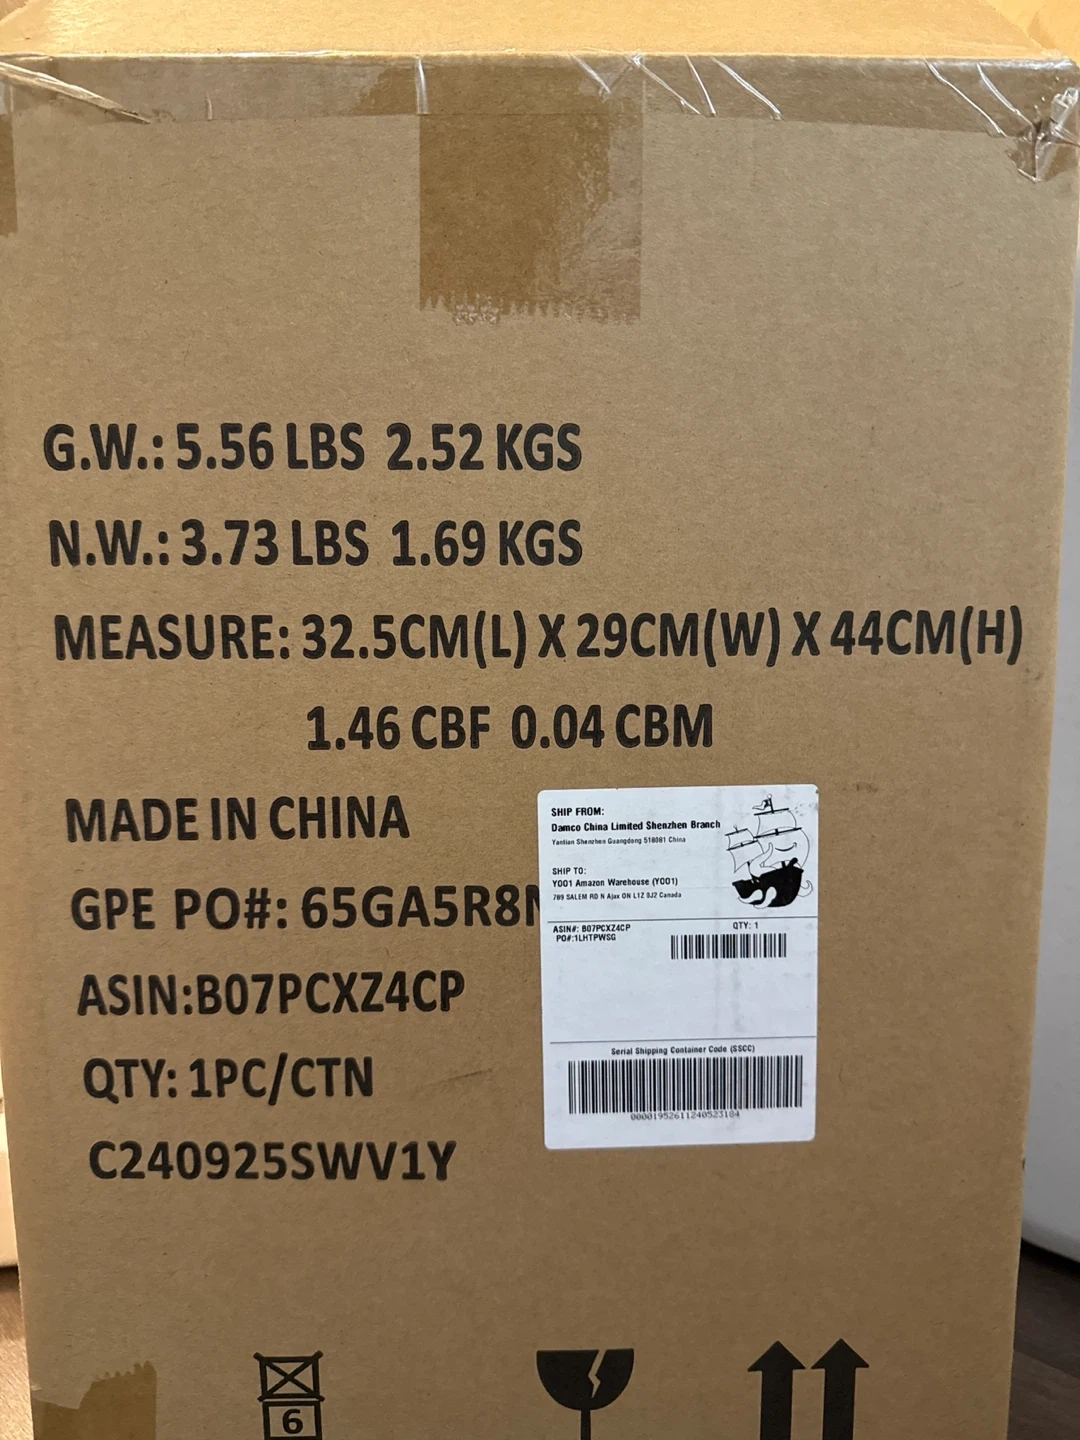 G.W.: 5.56 LBS 2.52 KGS
N.W.: 3.73 LBS 1.69 KGS
MEASURE: 32.5CM(L) X 29CM(W) X 44CM(H)
1.46 CBF 0.04 CBM
MADE IN CHINA
GPE PO#: 65GA5R8
ASIN:B07PCXZ4CP
QTY: 1PC/CTN
C240925SWV1Y
SHIP FROM:
Damco China Limited Shenzhen Branch
Yantian Shenzhen Guangdong 518081 China
SHIP TO:
YOO1 Amazon Warehouse (YOO1)
789 SALEM RD N Ajax ON L1Z 0J2 Canada
ASIN#: B07PCXZ4CP
PO#:1LHTPWSG
QTY: 1
Serial Shipping Container Code (SSCC)
00001952611240523184
6